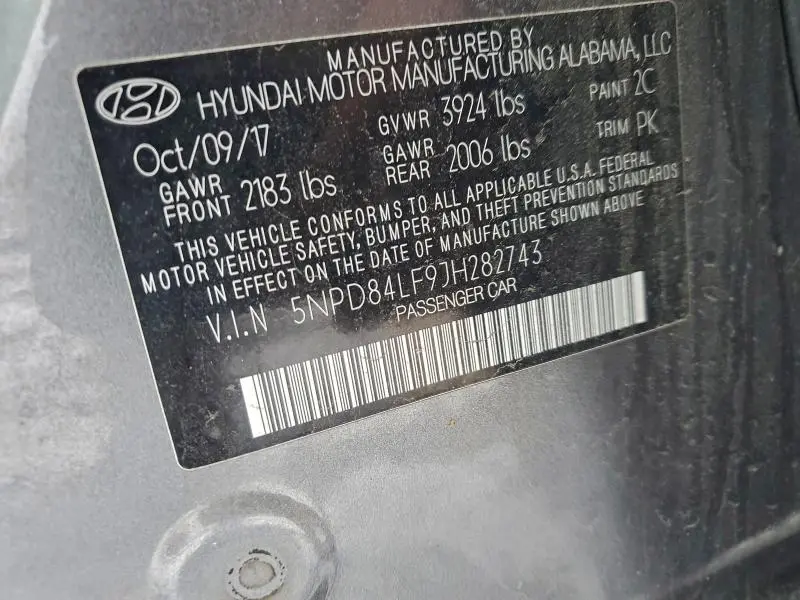 MANUFACTURED BY
HYUNDAI MOTOR MANUFACTURING ALABAMA, LLC
Oct/09/17 GVWR 3924 lbs PAINT 2C
GAWR FRONT 2183 lbs GAWR REAR 2006 lbs TRIM PK
THIS VEHICLE CONFORMS TO ALL APPLICABLE U.S.A. FEDERAL
MOTOR VEHICLE SAFETY, BUMPER, AND THEFT PREVENTION STANDARDS
IN EFFECT ON THE DATE OF MANUFACTURE SHOWN ABOVE
V.I.N 5NPD84LF9JH282743
PASSENGER CAR